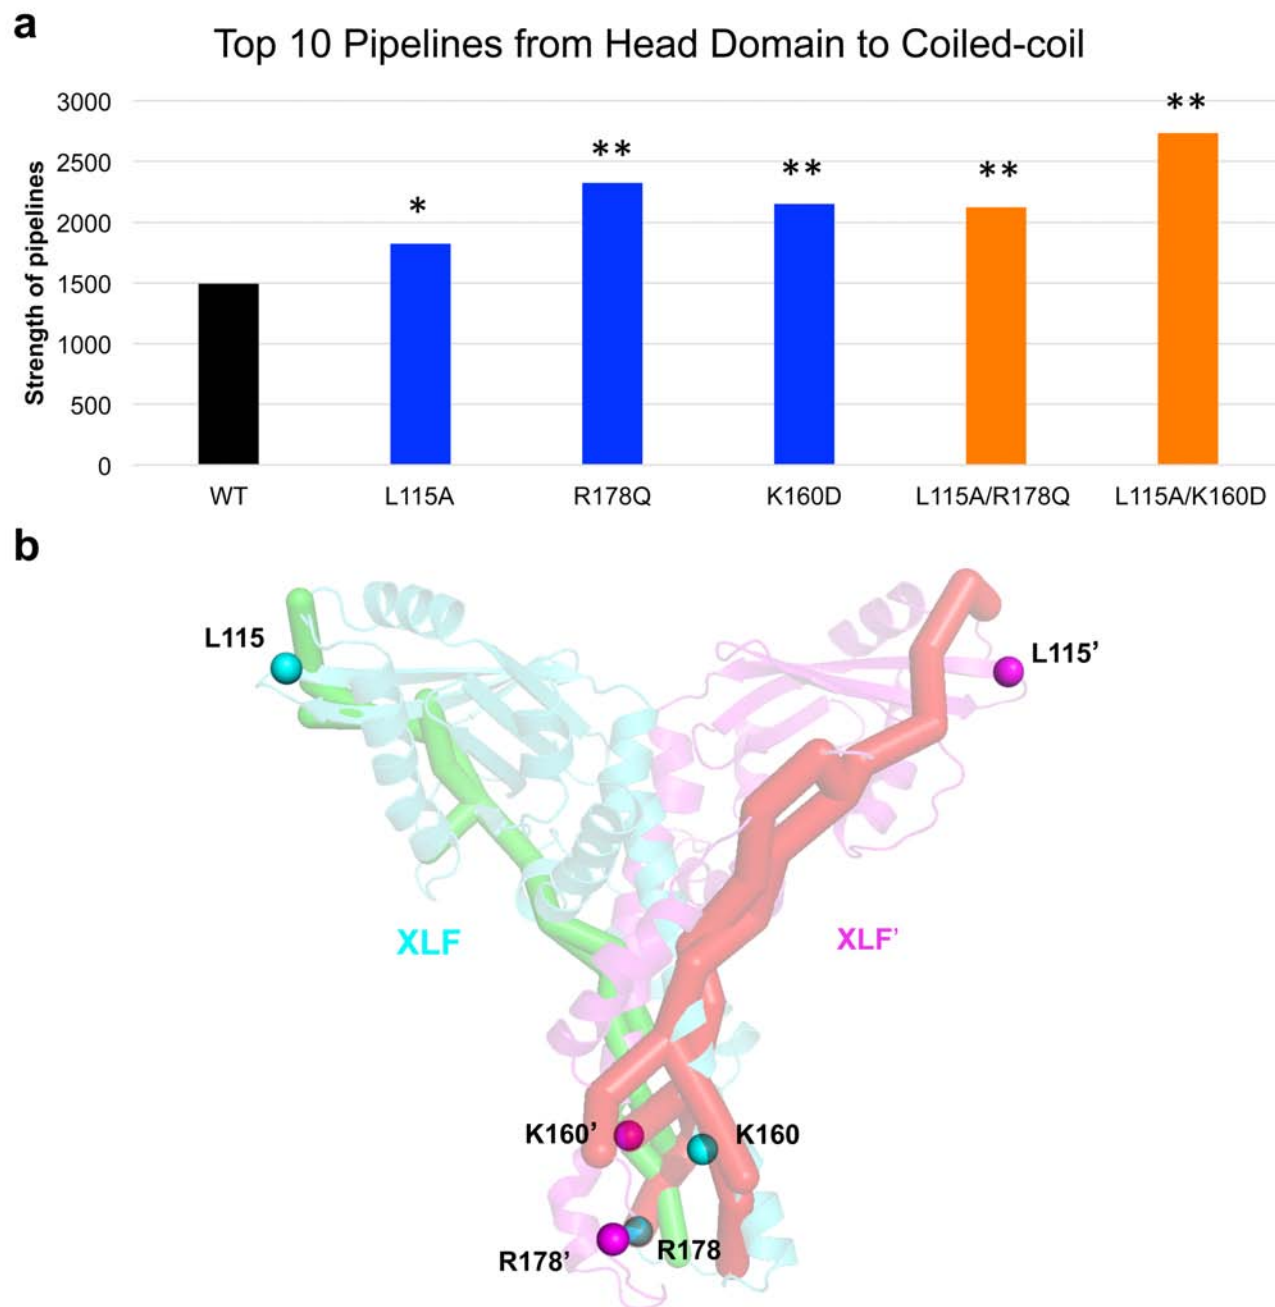 a
Top 10 Pipelines from Head Domain to Coiled-coil
Strength of pipelines
3000
2500
2000
1500
1000
500
0
*
**
**
**
**
WT
L115A
R178Q
K160D
L115A/R178Q
L115A/K160D
b
L115
L115’
XLF
XLF’
K160’
K160
R178’
R178